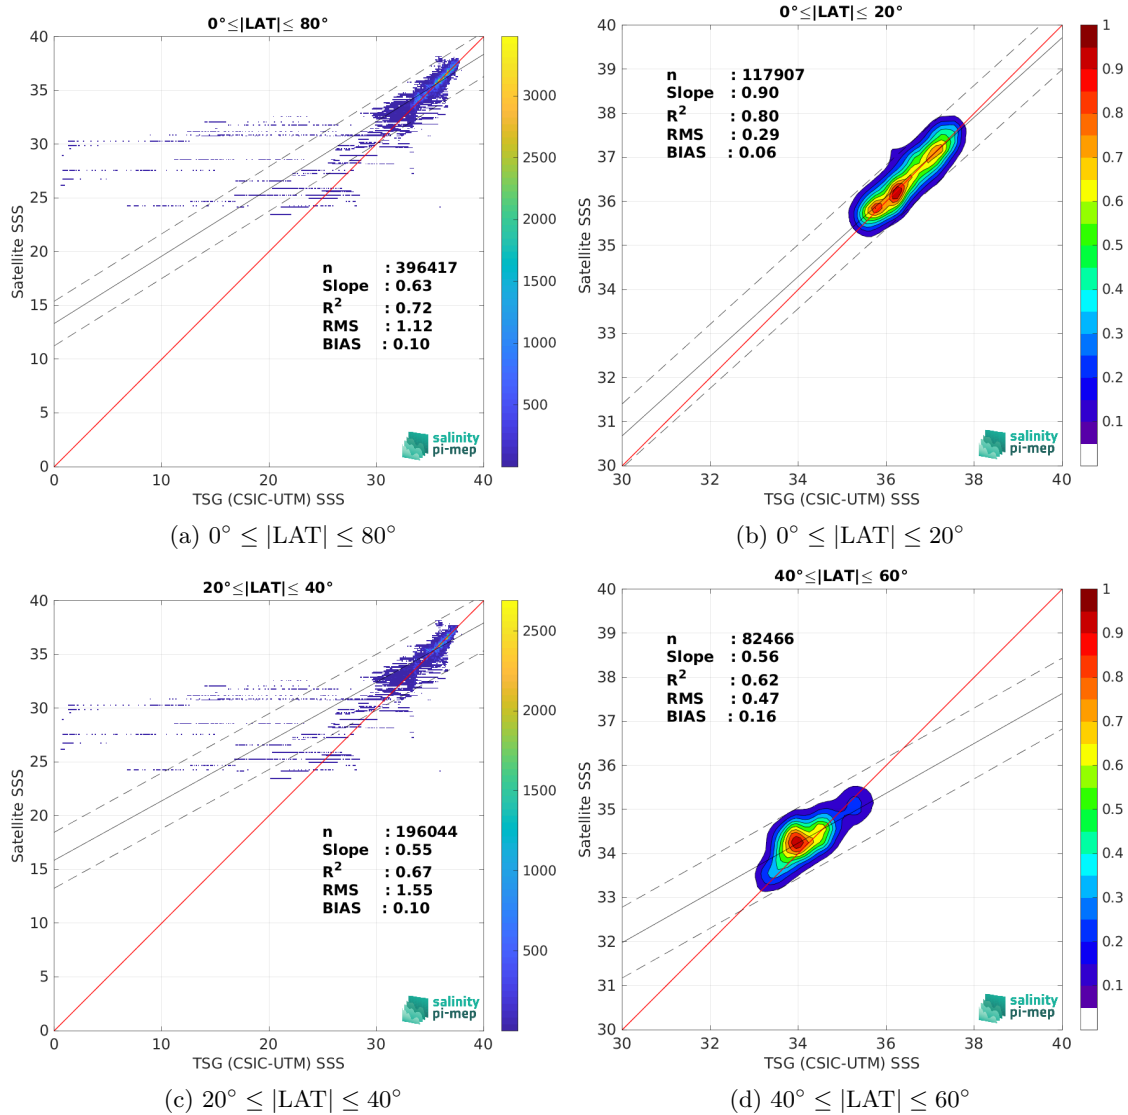 0°≤|LAT|≤ 80°
40
35
30
25
20
15
10
5
0
Satellite SSS
n : 396417
Slope : 0.63
R² : 0.72
RMS : 1.12
BIAS : 0.10
salinity
pi-mep
0 10 20 30 40
TSG (CSIC-UTM) SSS
3000
2500
2000
1500
1000
500
(a) 0° ≤ |LAT| ≤ 80°
0°≤|LAT|≤ 20°
40
39
38
37
36
35
34
33
32
31
30
Satellite SSS
n : 117907
Slope : 0.90
R² : 0.80
RMS : 0.29
BIAS : 0.06
salinity
pi-mep
30 32 34 36 38 40
TSG (CSIC-UTM) SSS
1
0.9
0.8
0.7
0.6
0.5
0.4
0.3
0.2
0.1
(b) 0° ≤ |LAT| ≤ 20°
20°≤|LAT|≤ 40°
40
35
30
25
20
15
10
5
0
Satellite SSS
n : 196044
Slope : 0.55
R² : 0.67
RMS : 1.55
BIAS : 0.10
salinity
pi-mep
0 10 20 30 40
TSG (CSIC-UTM) SSS
2500
2000
1500
1000
500
(c) 20° ≤ |LAT| ≤ 40°
40°≤|LAT|≤ 60°
40
39
38
37
36
35
34
33
32
31
30
Satellite SSS
n : 82466
Slope : 0.56
R² : 0.62
RMS : 0.47
BIAS : 0.16
salinity
pi-mep
30 32 34 36 38 40
TSG (CSIC-UTM) SSS
1
0.9
0.8
0.7
0.6
0.5
0.4
0.3
0.2
0.1
(d) 40° ≤ |LAT| ≤ 60°